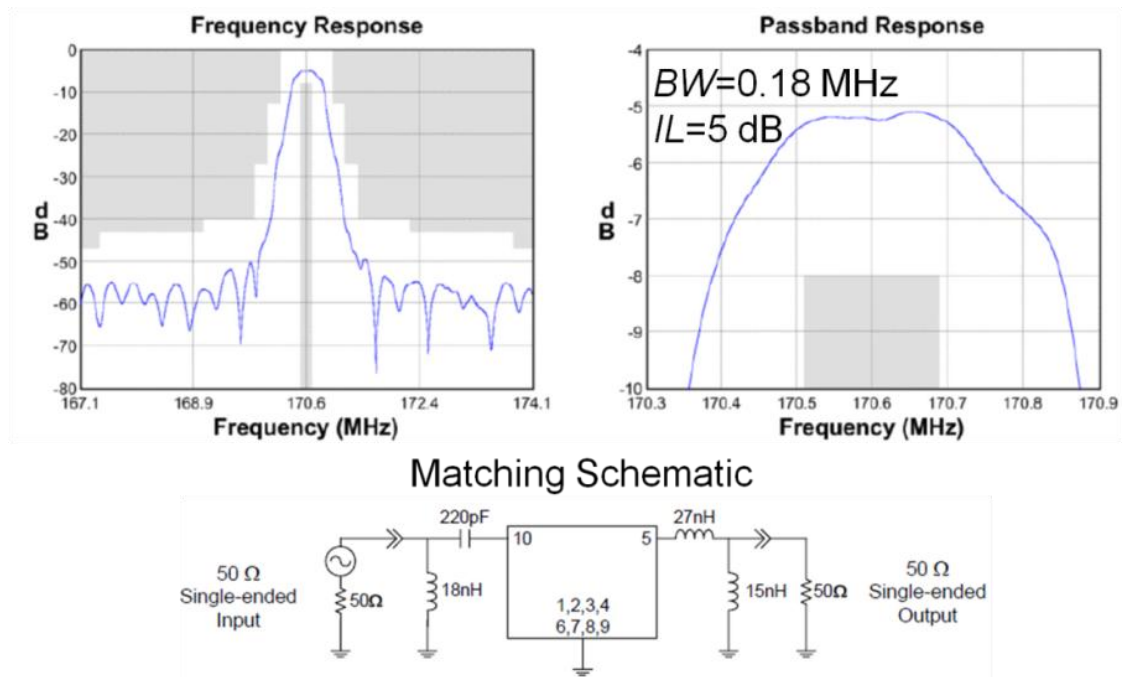 Frequency Response
0
-10
-20
-30
-40
-50
-60
-70
-80
d
B
167.1 168.9 170.6 172.4 174.1
Frequency (MHz)
Passband Response
-4
-5
-6
-7
-8
-9
-10
d
B
BW=0.18 MHz
IL=5 dB
170.3 170.4 170.5 170.6 170.7 170.8 170.9
Frequency (MHz)
Matching Schematic
50 Ω
Single-ended
Input
50Ω
18nH
220pF
10
5
1,2,3,4
6,7,8,9
27nH
15nH
50Ω
50 Ω
Single-ended
Output